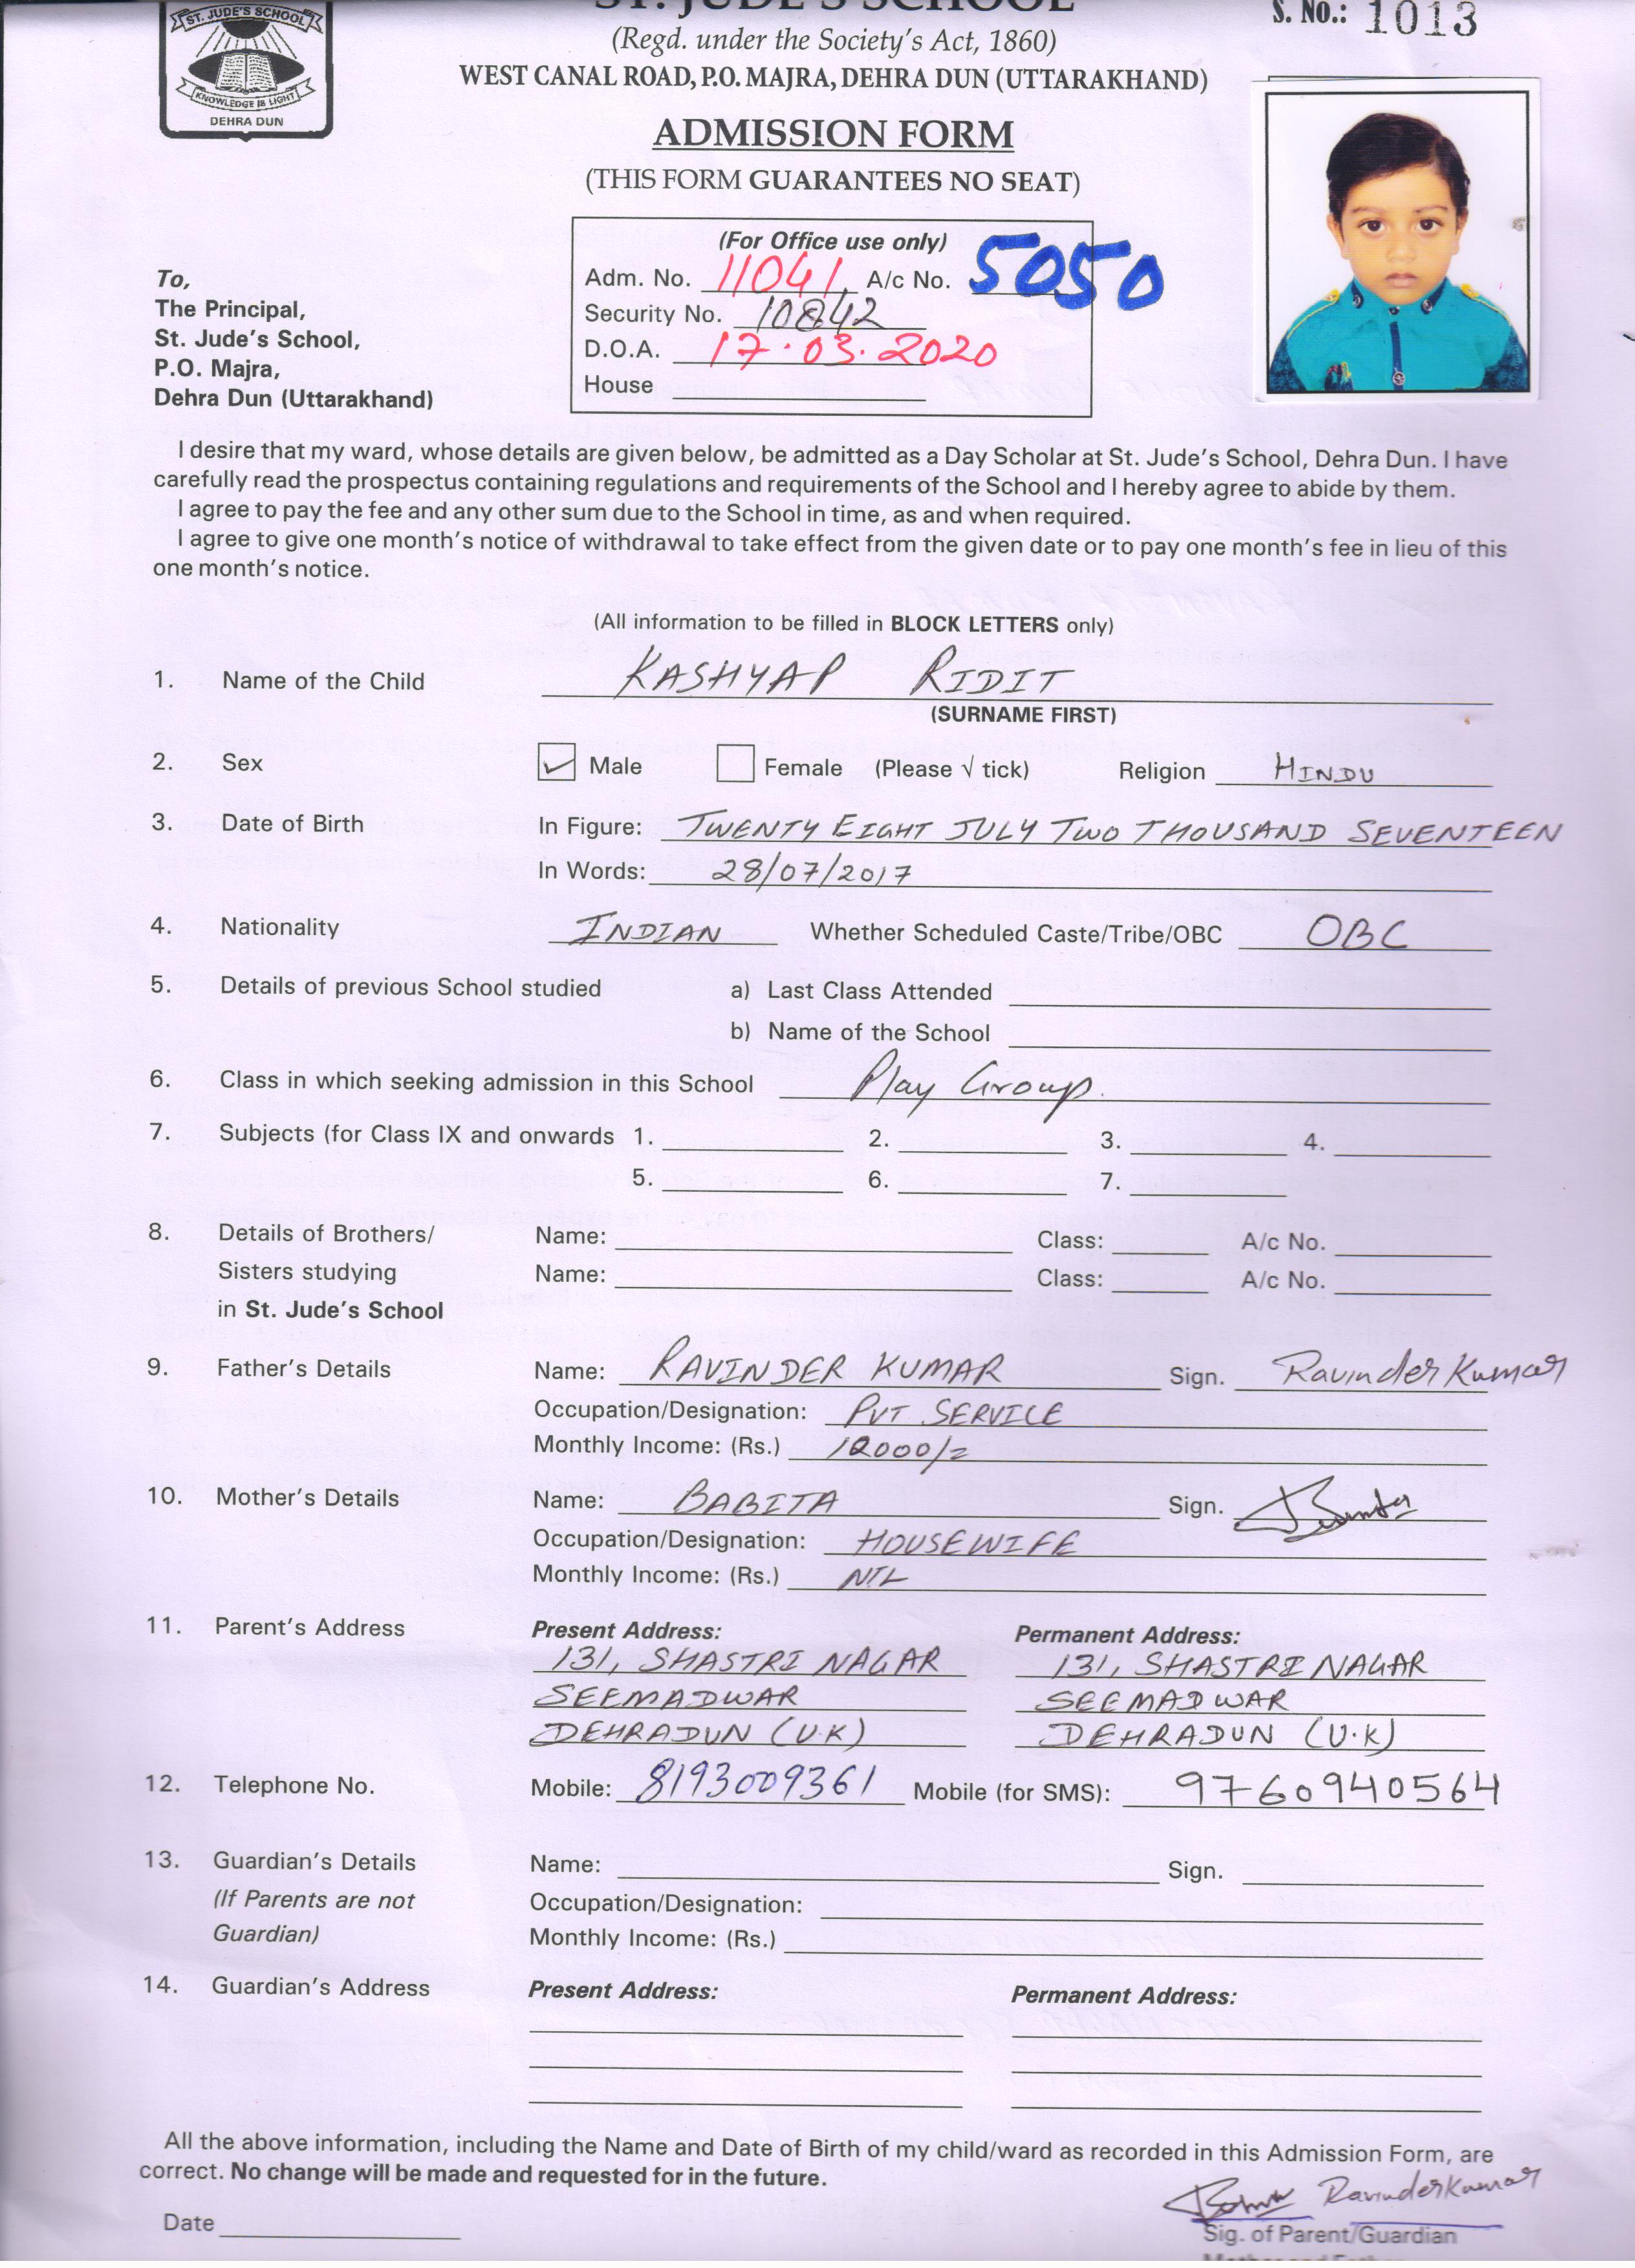 ST. JUDE'S SCHOOL
KNOWLEDGE IS LIGHT
DEHRA DUN
ST. JUDE'S SCHOOL
S. No.: 1013
(Regd. under the Society's Act, 1860)
WEST CANAL ROAD, P.O. MAJRA, DEHRA DUN (UTTARAKHAND)
ADMISSION FORM
(THIS FORM GUARANTEES NO SEAT)
(For Office use only)
Adm. No. 11041 A/c No. 5050
Security No. 10842
D.O.A. 17.03.2020
House
To,
The Principal,
St. Jude's School,
P.O. Majra,
Dehra Dun (Uttarakhand)
I desire that my ward, whose details are given below, be admitted as a Day Scholar at St. Jude's School, Dehra Dun. I have
carefully read the prospectus containing regulations and requirements of the School and I hereby agree to abide by them.
I agree to pay the fee and any other sum due to the School in time, as and when required.
I agree to give one month's notice of withdrawal to take effect from the given date or to pay one month's fee in lieu of this
one month's notice.
(All information to be filled in BLOCK LETTERS only)
1. Name of the Child KASHYAP RIDIT
(SURNAME FIRST)
2. Sex Male Female (Please √ tick) Religion HINDU
3. Date of Birth In Figure: TWENTY EIGHT JULY TWO THOUSAND SEVENTEEN
In Words: 28/07/2017
4. Nationality INDIAN Whether Scheduled Caste/Tribe/OBC OBC
5. Details of previous School studied a) Last Class Attended
b) Name of the School
6. Class in which seeking admission in this School Play Group.
7. Subjects (for Class IX and onwards 1. 2. 3. 4.
5. 6. 7.
8. Details of Brothers/ Name: Class: A/c No.
Sisters studying Name: Class: A/c No.
in St. Jude's School
9. Father's Details Name: RAVINDER KUMAR Sign. Ravinder Kumar
Occupation/Designation: PVT SERVICE
Monthly Income: (Rs.) 12000/=
10. Mother's Details Name: BABITA Sign.
Occupation/Designation: HOUSEWIFE
Monthly Income: (Rs.) NIL
11. Parent's Address Present Address: Permanent Address:
131, SHASTRI NAGAR 131, SHASTRI NAGAR
SEEMADWAR SEEMADWAR
DEHRADUN (U.K) DEHRADUN (U.K)
12. Telephone No. Mobile: 8193009361 Mobile (for SMS): 9760940564
13. Guardian's Details Name: Sign.
(If Parents are not Occupation/Designation:
Guardian) Monthly Income: (Rs.)
14. Guardian's Address Present Address: Permanent Address:
All the above information, including the Name and Date of Birth of my child/ward as recorded in this Admission Form, are
correct. No change will be made and requested for in the future.
Ravinder Kumar
Date Sig. of Parent/Guardian